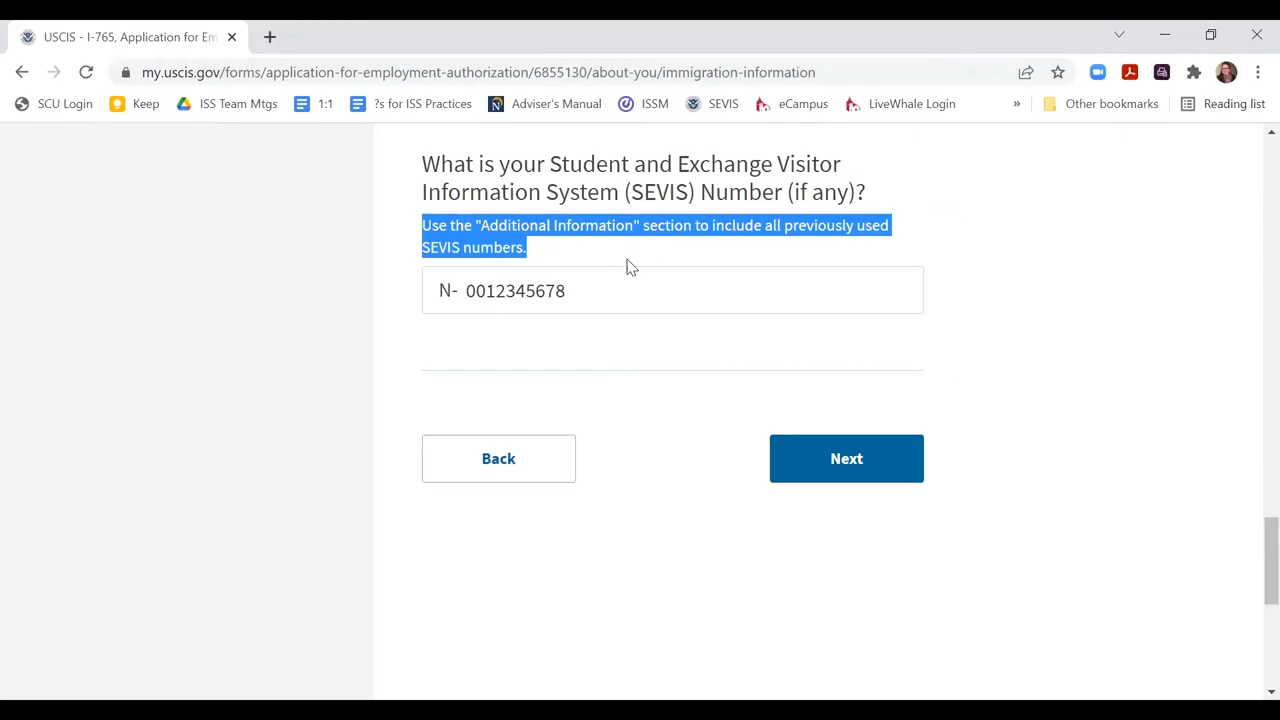 USCIS - I-765, Application for Em
my.uscis.gov/forms/application-for-employment-authorization/6855130/about-you/immigration-information
SCU Login Keep ISS Team Mtgs 1:1 ?s for ISS Practices Adviser's Manual ISSM SEVIS eCampus LiveWhale Login » Other bookmarks Reading list
What is your Student and Exchange Visitor
Information System (SEVIS) Number (if any)?
Use the "Additional Information" section to include all previously used
SEVIS numbers.
N- 0012345678
Back Next